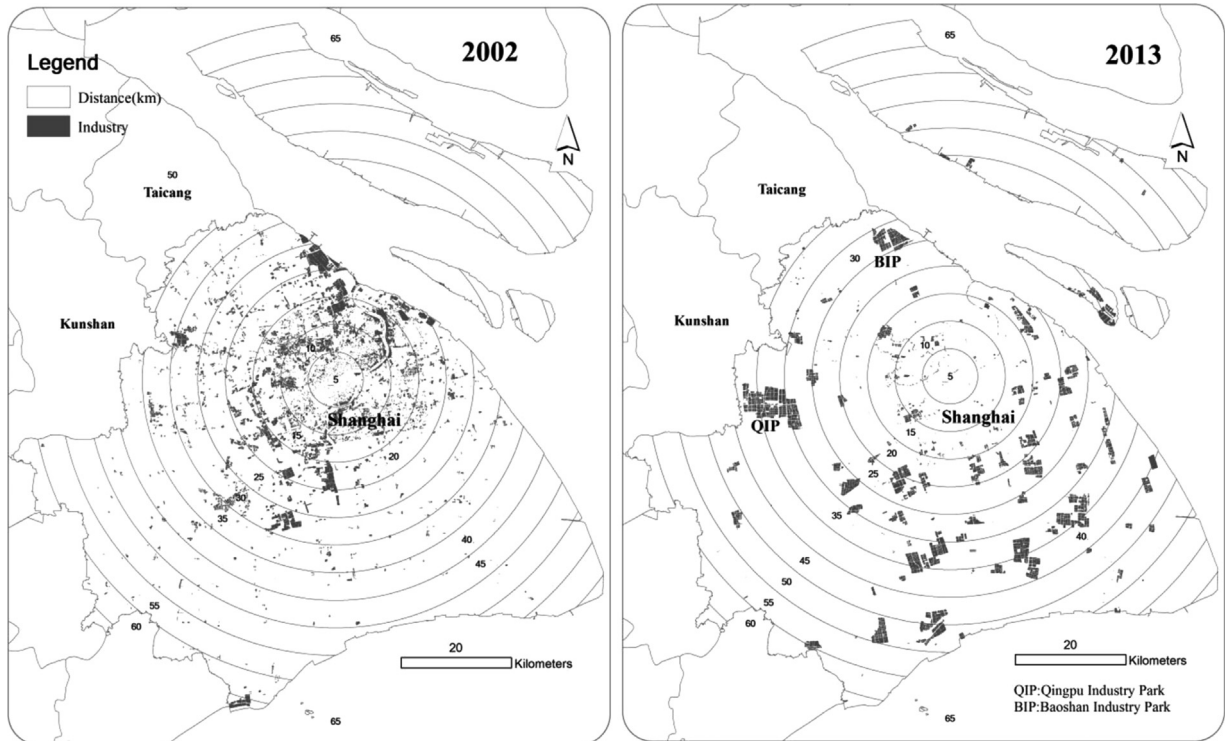 65
2002
Legend
Distance(km)
Industry
N
50
Taicang
Kunshan
10
5
Shanghai
15
20
25
30
35
40
45
55
60
20
Kilometers
65
65
2013
N
Taicang
30
BIP
Kunshan
10
5
QIP
Shanghai
15
20
25
35
40
45
50
55
60
20
Kilometers
QIP:Qingpu Industry Park
BIP:Baoshan Industry Park
65